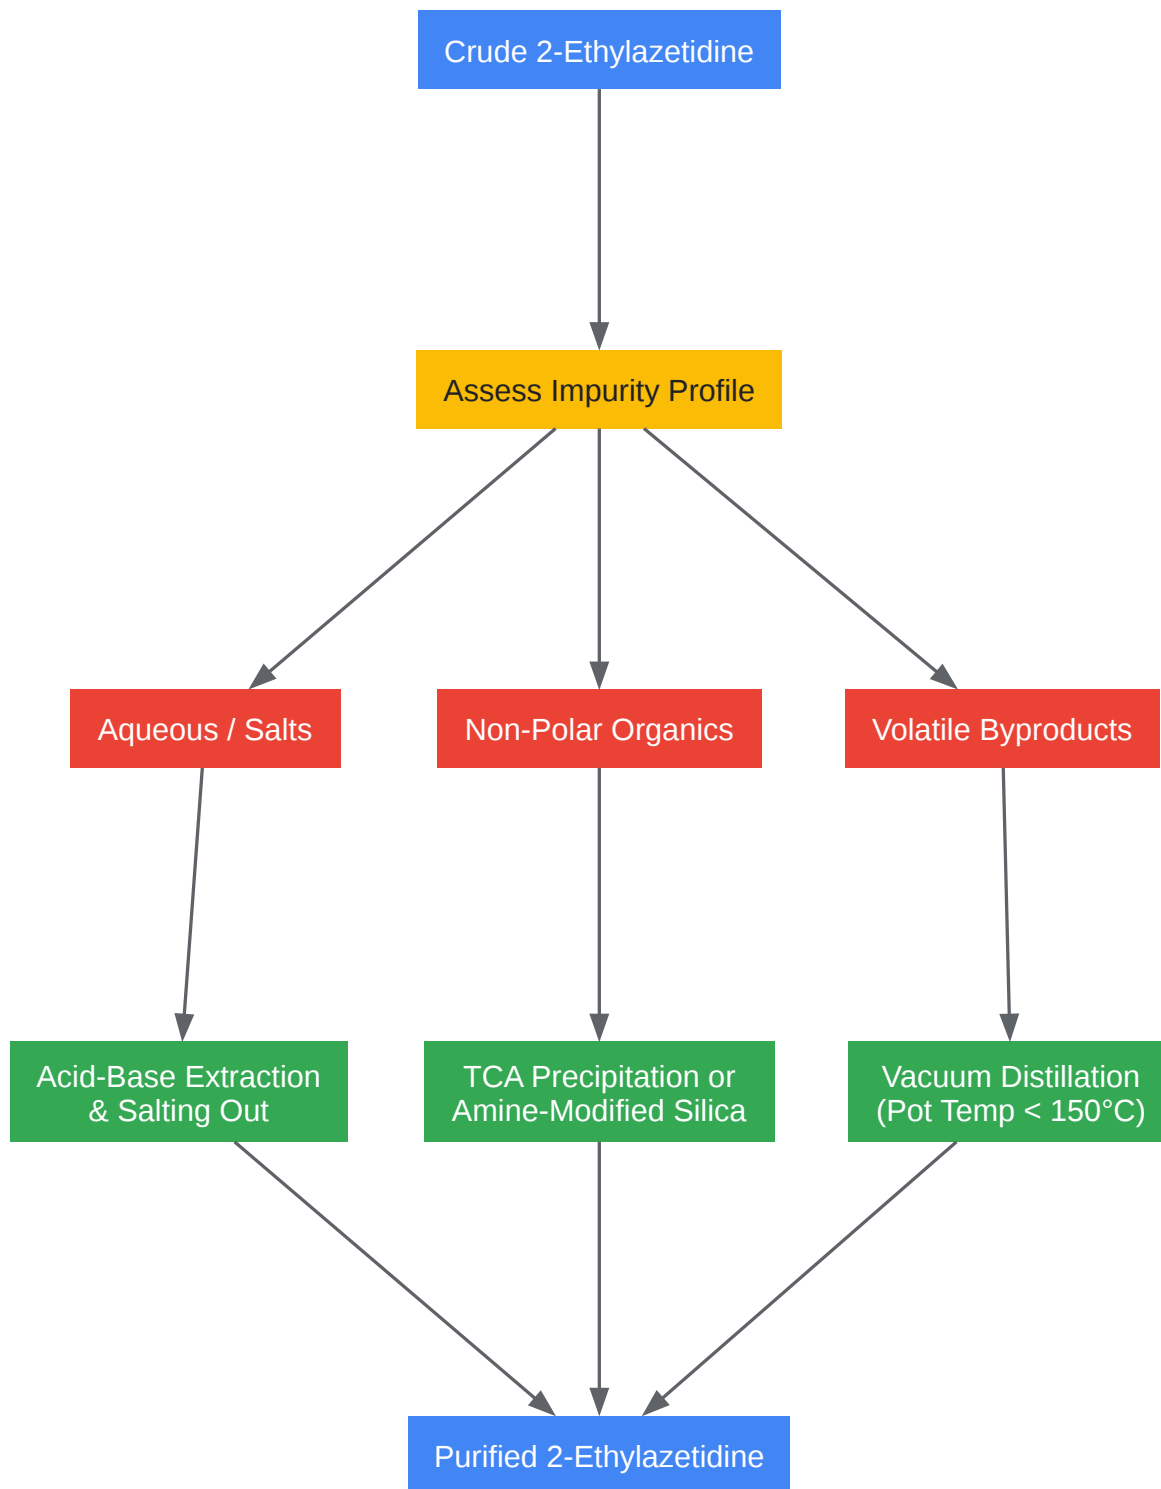 Crude 2-Ethylazetidine
Assess Impurity Profile
Aqueous / Salts
Non-Polar Organics
Volatile Byproducts
Acid-Base Extraction
& Salting Out
TCA Precipitation or
Amine-Modified Silica
Vacuum Distillation
(Pot Temp < 150°C)
Purified 2-Ethylazetidine